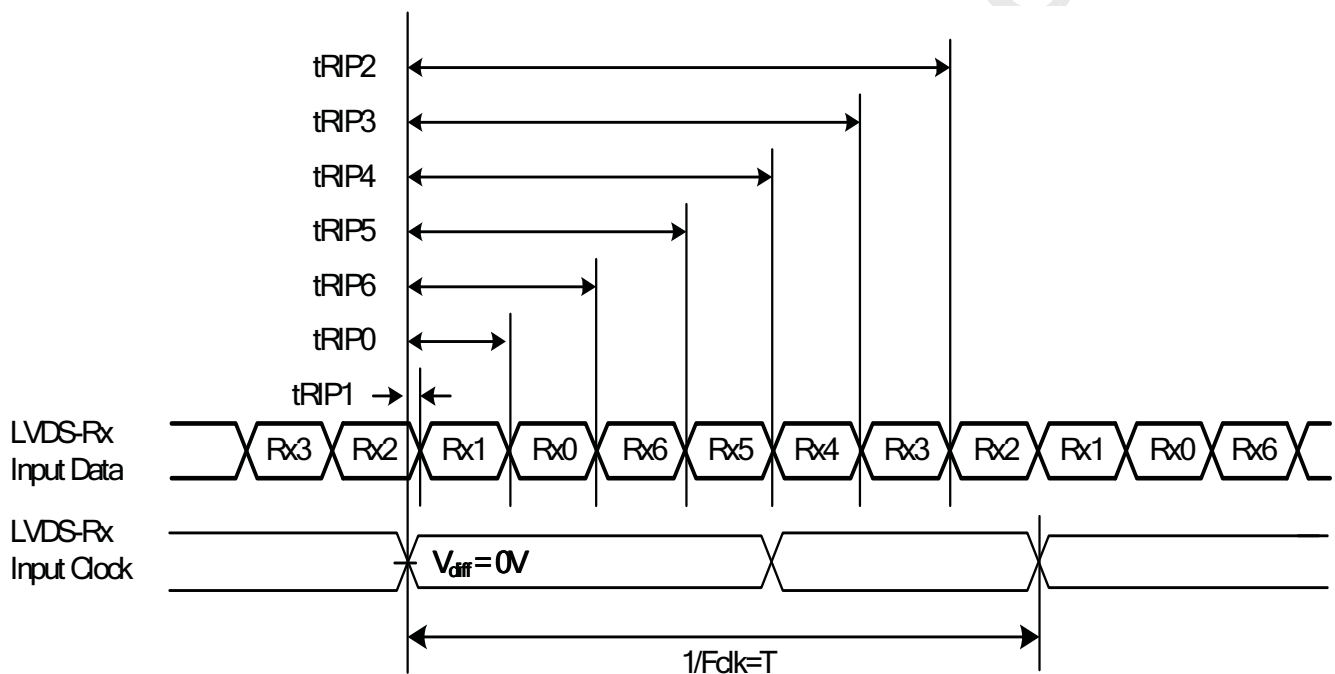 tRIP2
tRIP3
tRIP4
tRIP5
tRIP6
tRIP0
tRIP1
LVDS-Rx
Input Data
Rx3 Rx2 Rx1 Rx0 Rx6 Rx5 Rx4 Rx3 Rx2 Rx1 Rx0 Rx6
LVDS-Rx
Input Clock
Vdiff = 0V
1/Fclk=T